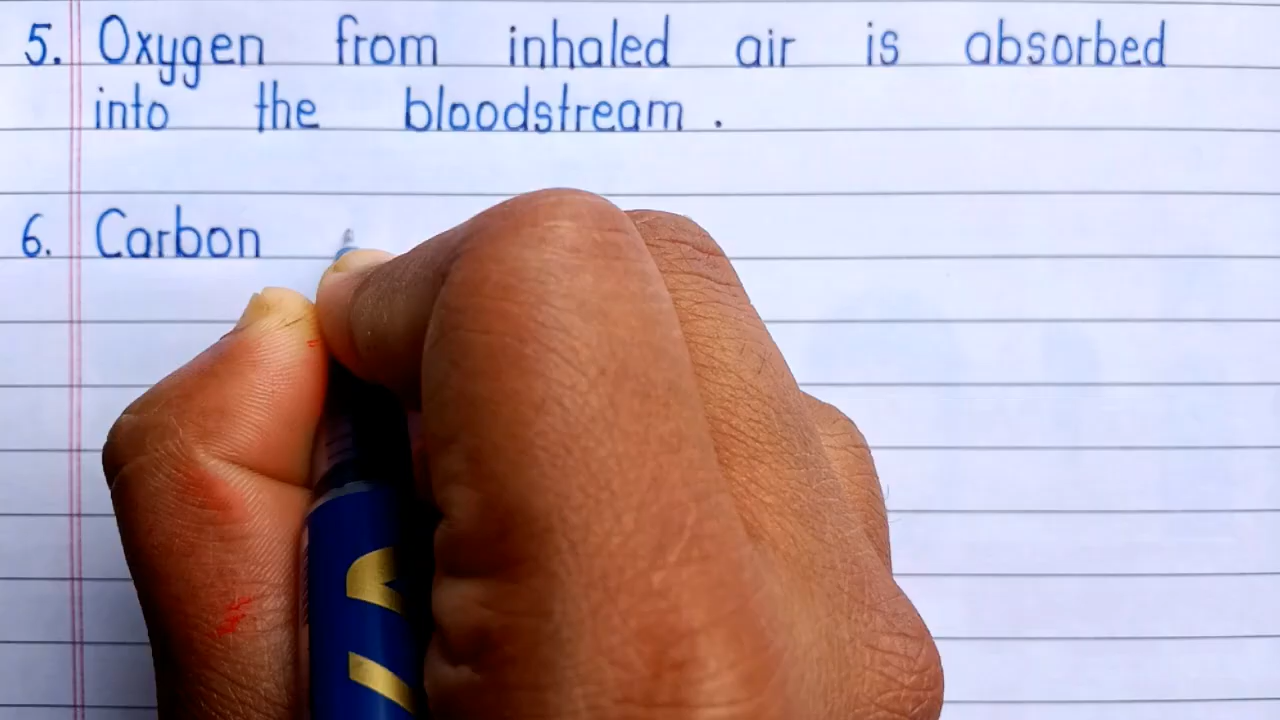 5. Oxygen from inhaled air is absorbed
into the bloodstream.
6. Carbon